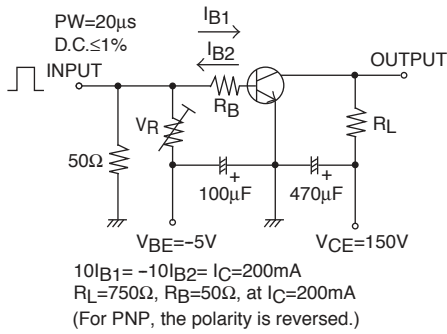 PW=20μs
D.C.≤1%
INPUT
IB1
IB2
OUTPUT
RB
VR
RL
50Ω
+
+
100μF
470μF
VBE=-5V
VCE=150V
10IB1= -10IB2= IC=200mA
RL=750Ω, RB=50Ω, at IC=200mA
(For PNP, the polarity is reversed.)